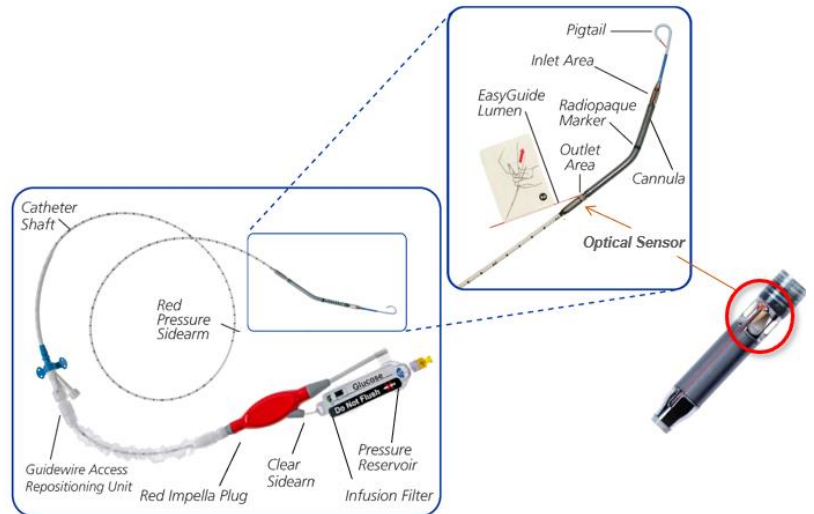 Pigtail
Inlet Area
EasyGuide
Lumen
Radiopaque
Marker
Outlet
Area
Cannula
Optical Sensor
Catheter
Shaft
Red
Pressure
Sidearm
Glucose
Do Not Flush
Guidewire Access
Repositioning Unit
Red Impella Plug
Clear
Sidearn
Infusion Filter
Pressure
Reservoir